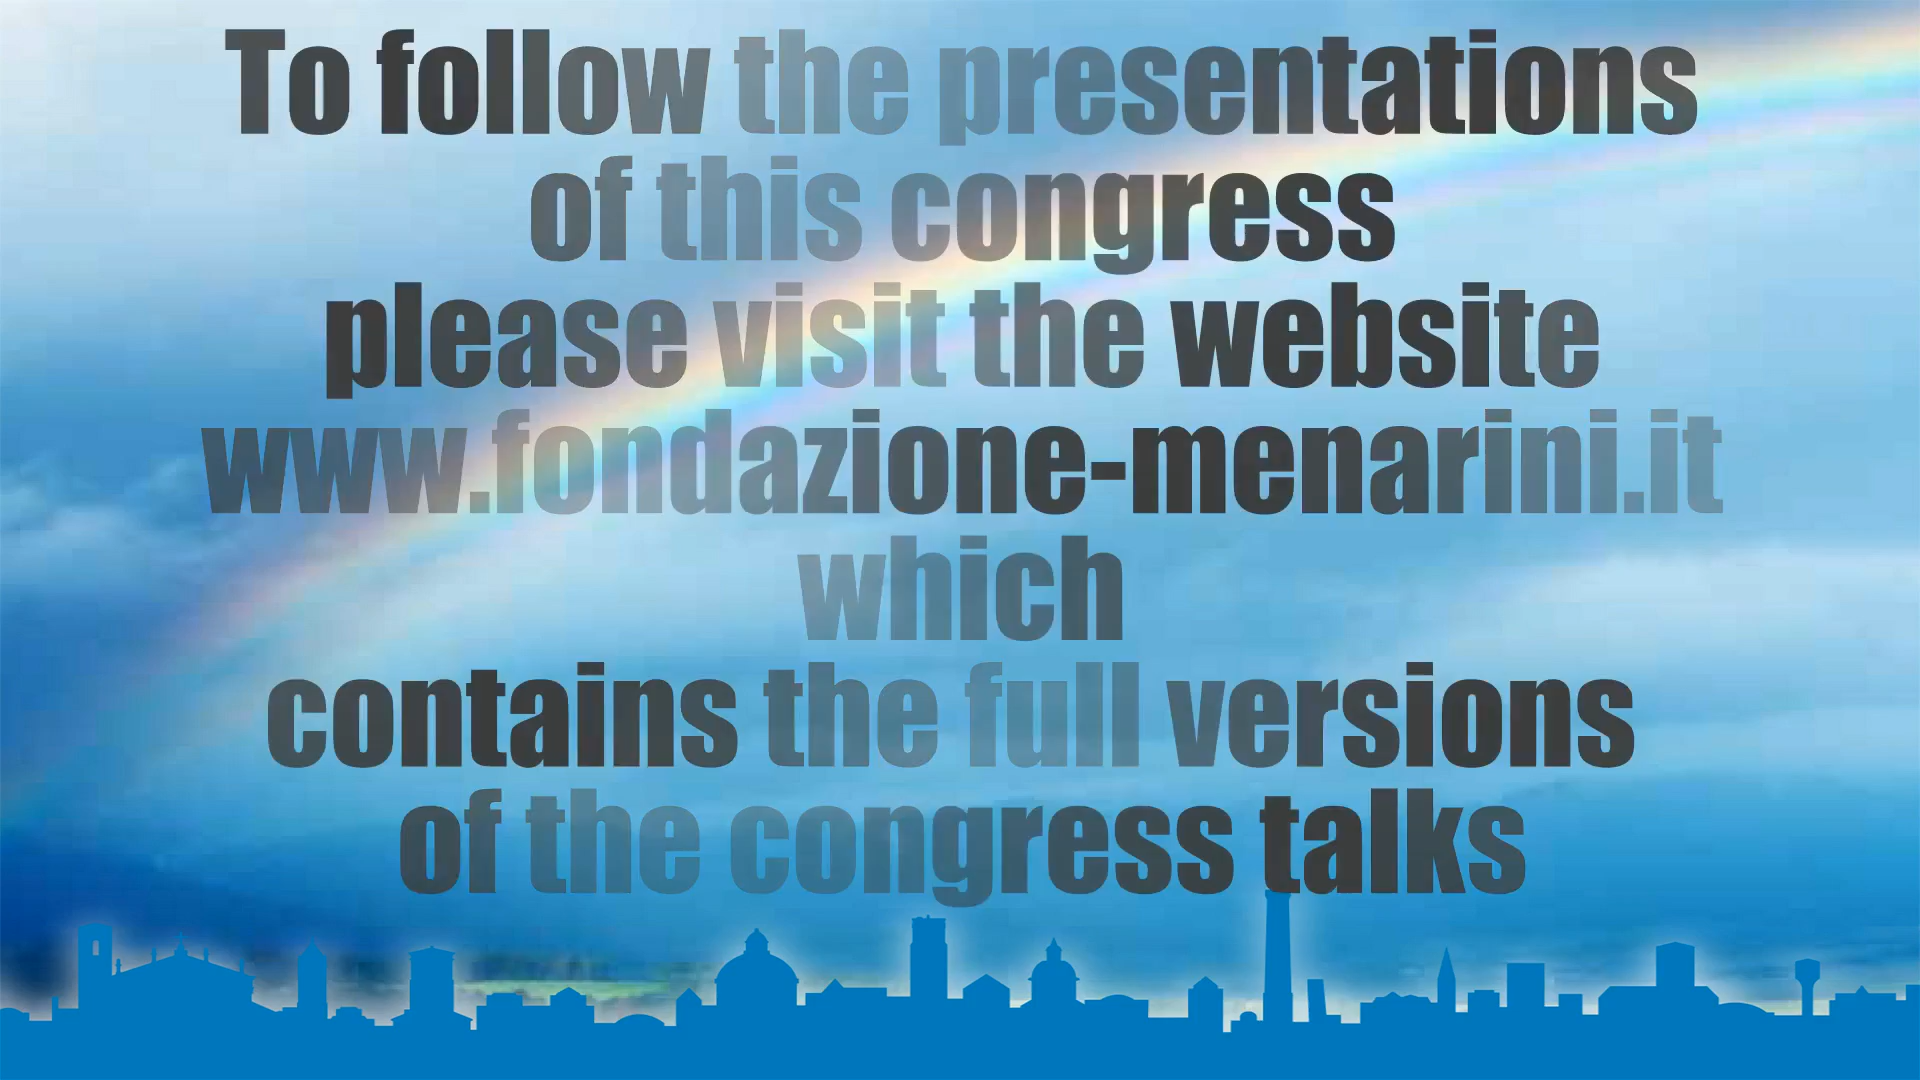 To follow the presentations
of this congress
please visit the website
www.fondazione-menarini.it
which
contains the full versions
of the congress talks